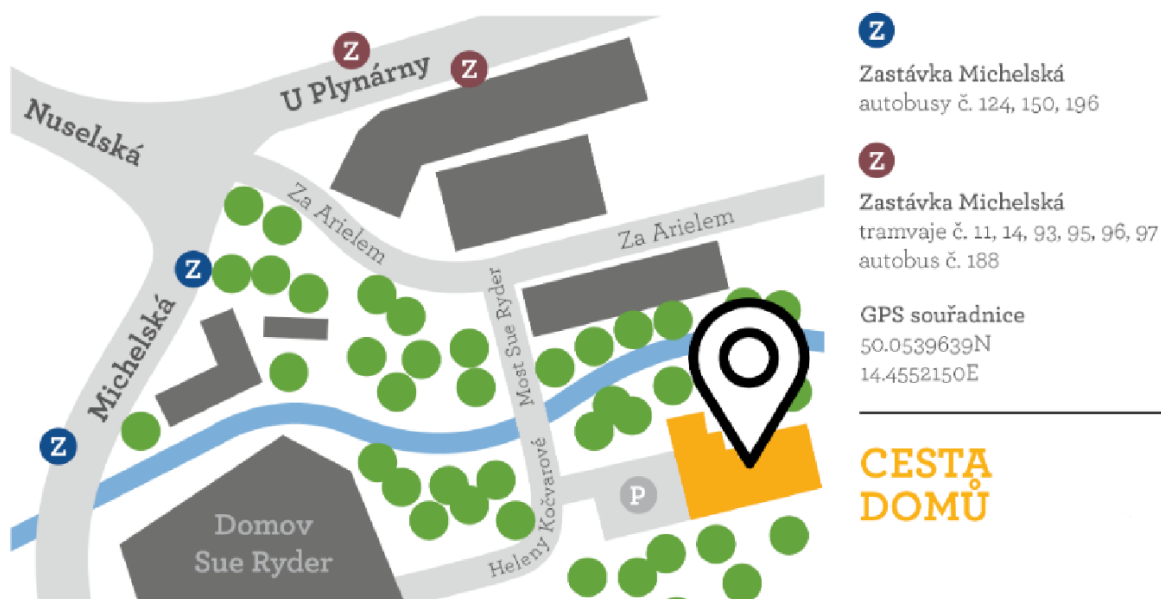 Z
Z
U Plynárny
Nuselská
Za Arielem
Za Arielem
Z
Michelská
Most Sue Ryder
Z
Heleny Kočvarové
P
Domov
Sue Ryder
Z
Zastávka Michelská
autobusy č. 124, 150, 196
Z
Zastávka Michelská
tramvaje č. 11, 14, 93, 95, 96, 97
autobus č. 188
GPS souřadnice
50.0539639N
14.4552150E
CESTA
DOMŮ